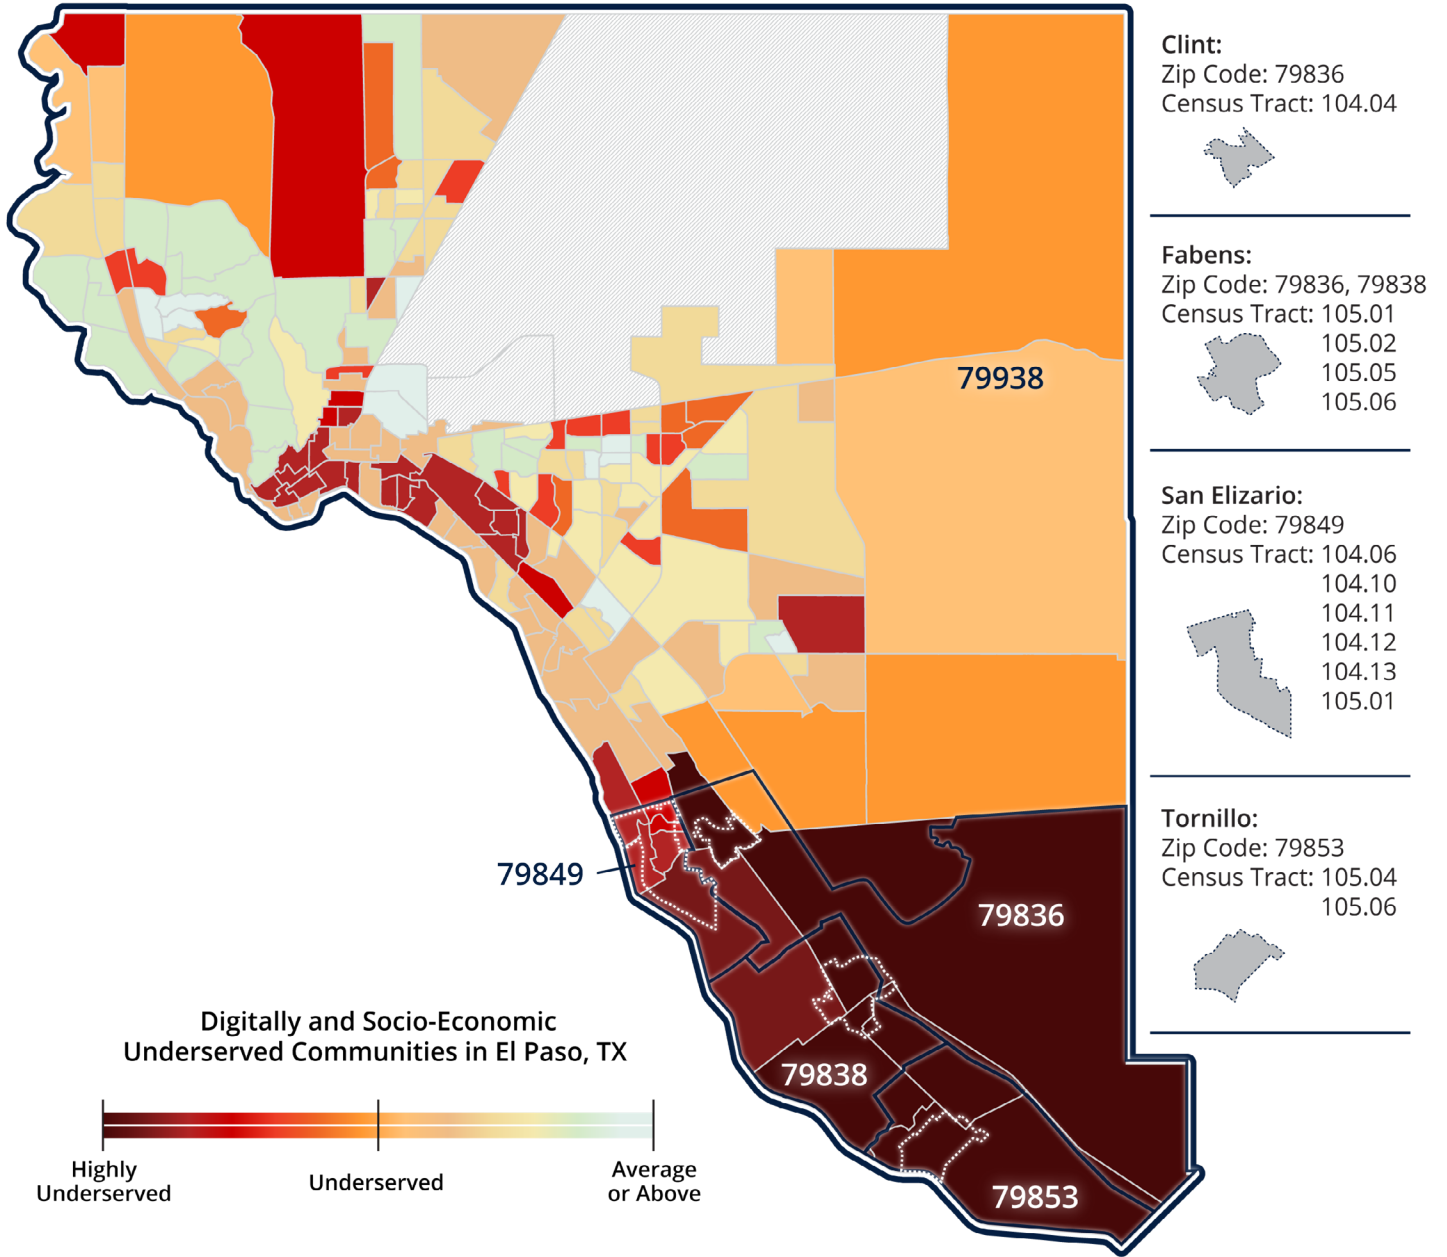 Clint:
Zip Code: 79836
Census Tract: 104.04
Fabens:
Zip Code: 79836, 79838
Census Tract: 105.01
105.02
105.05
105.06
San Elizario:
Zip Code: 79849
Census Tract: 104.06
104.10
104.11
104.12
104.13
105.01
Tornillo:
Zip Code: 79853
Census Tract: 105.04
105.06
79938
79849
79836
79838
79853
Digitally and Socio-Economic
Underserved Communities in El Paso, TX
Highly
Underserved
Underserved
Average
or Above